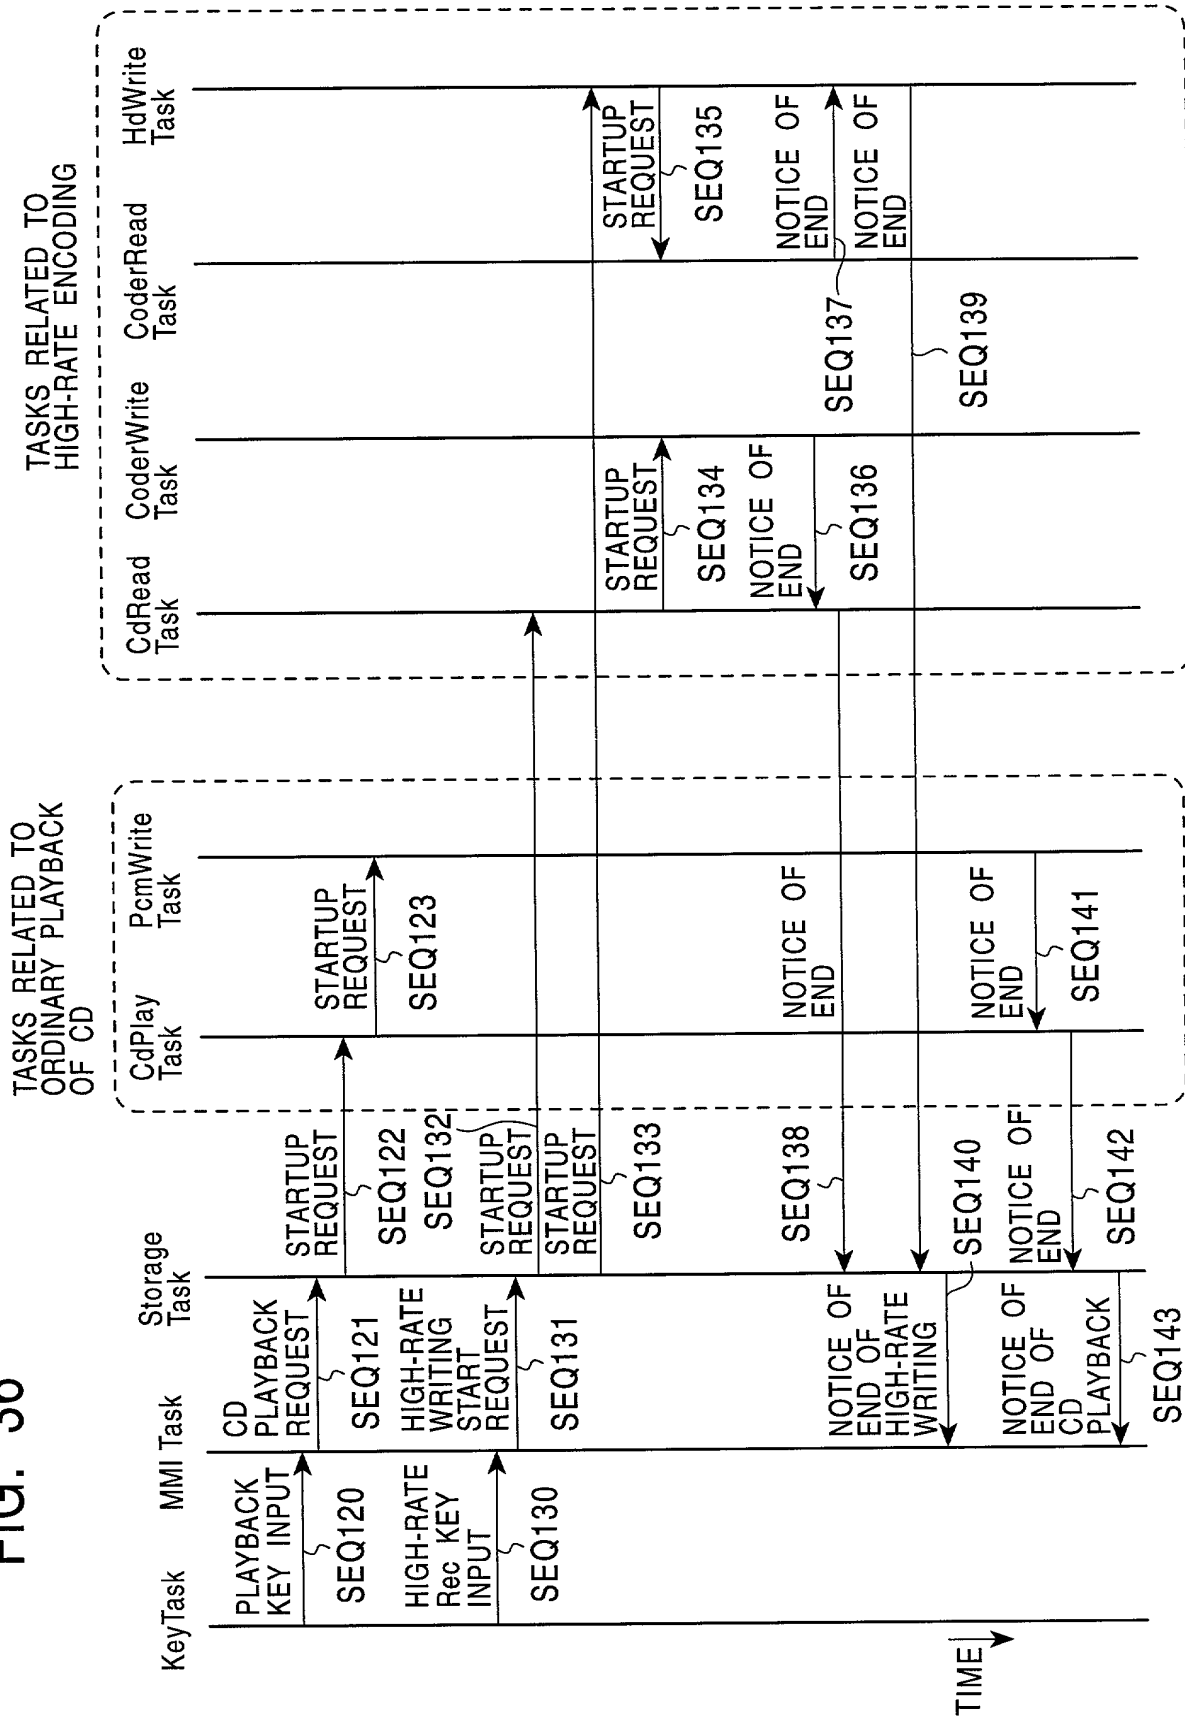 FIG. 36
TASKS RELATED TO
ORDINARY PLAYBACK
OF CD
TASKS RELATED TO
HIGH-RATE ENCODING
KeyTask
MMI Task
Storage
Task
CdPlay
Task
PcmWrite
Task
CdRead
Task
CoderWrite
Task
CoderRead
Task
HdWrite
Task
PLAYBACK
KEY INPUT
SEQ120
CD
PLAYBACK
REQUEST
SEQ121
STARTUP
REQUEST
SEQ122
STARTUP
REQUEST
SEQ123
HIGH-RATE
Rec KEY
INPUT
SEQ130
HIGH-RATE
WRITING
START
REQUEST
SEQ131
SEQ132
STARTUP
REQUEST
STARTUP
REQUEST
SEQ133
STARTUP
REQUEST
SEQ134
STARTUP
REQUEST
SEQ135
NOTICE OF
END
SEQ136
NOTICE OF
END
SEQ137
NOTICE OF
END
SEQ138
NOTICE OF
END
SEQ139
NOTICE OF
END OF
HIGH-RATE
WRITING
SEQ140
NOTICE OF
END
SEQ141
NOTICE OF
END
SEQ142
NOTICE OF
END OF
CD
PLAYBACK
SEQ143
TIME